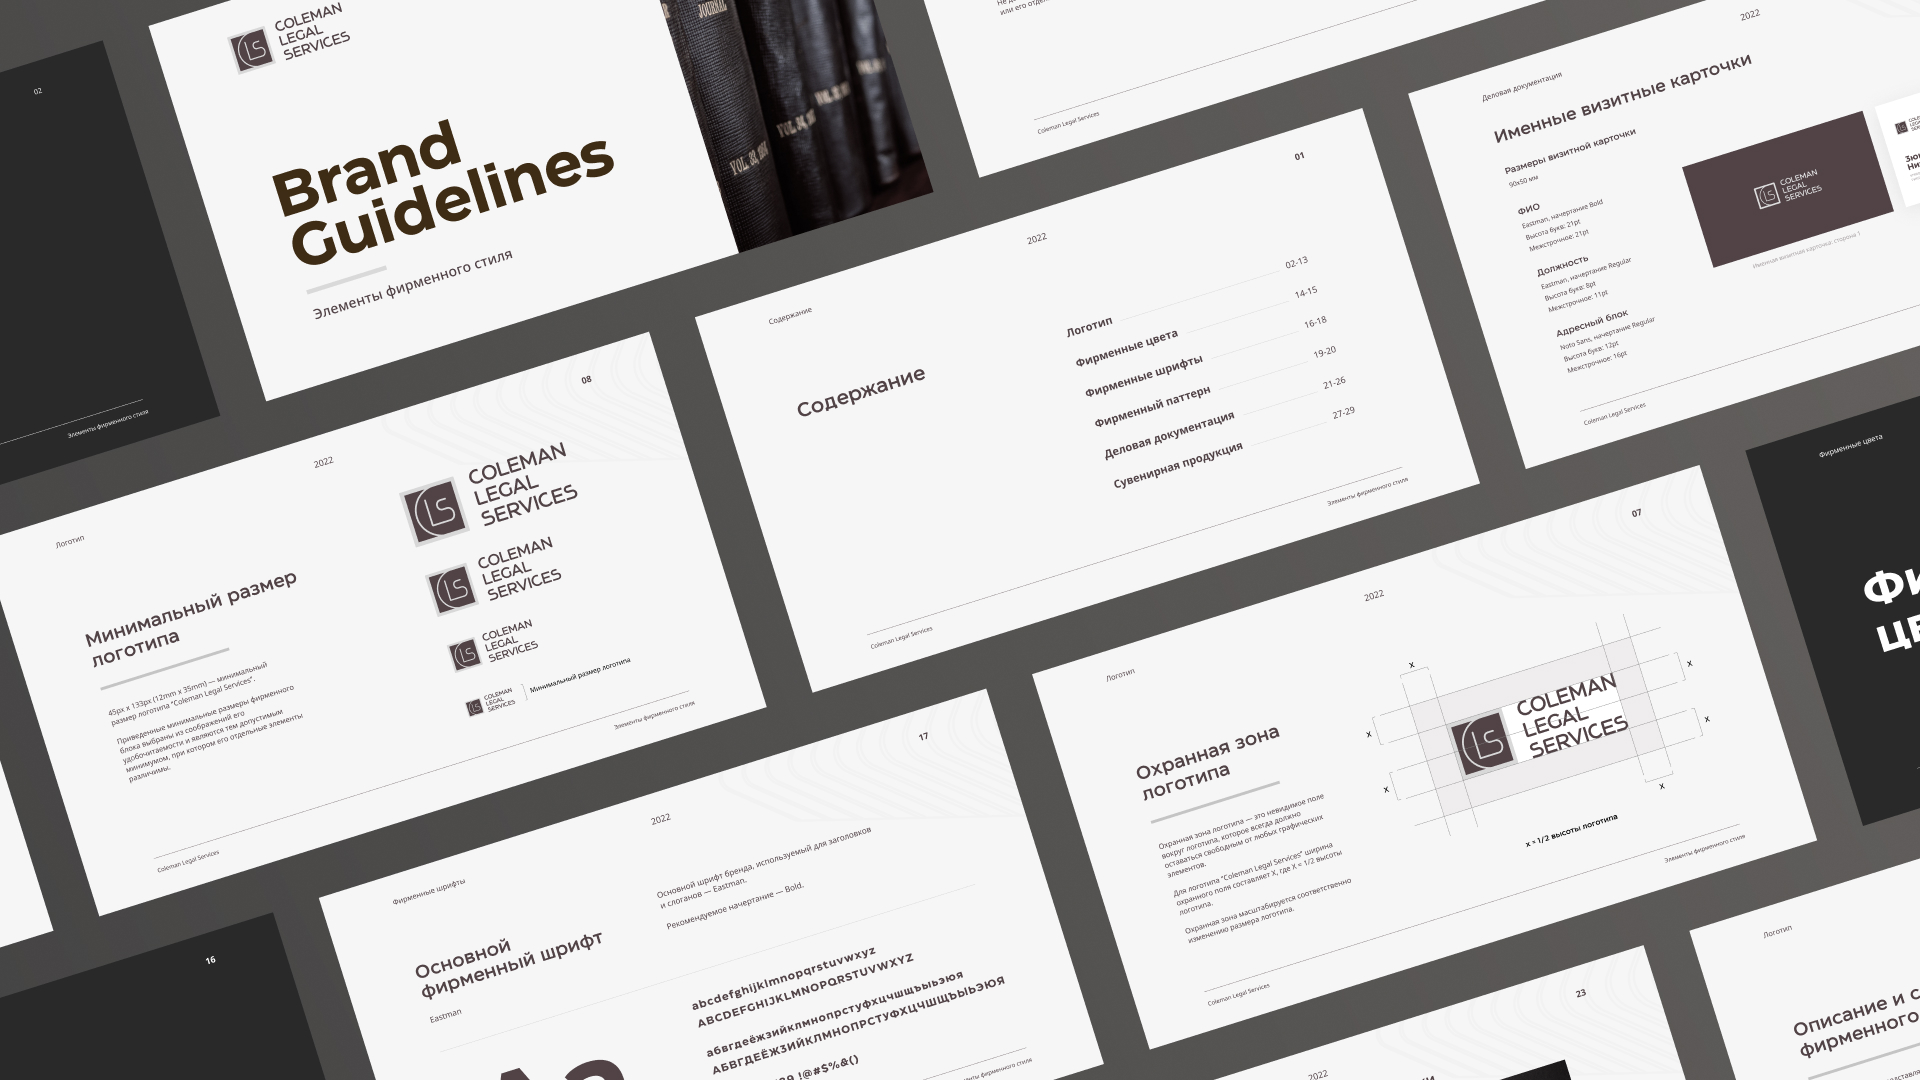 02
Элементы фирменного стиля
COLEMAN
LEGAL
SERVICES
Brand
Guidelines
Элементы фирменного стиля
JOURNAL
или его
Coleman Legal Services
2022
Деловая документация
Именные визитные карточки
Размеры визитной карточки
90x50 мм
ФИО
Eastman, начертание Bold
Высота букв: 21pt
Межстрочное: 21pt
Должность
Eastman, начертание Regular
Высота букв: 8pt
Межстрочное: 11pt
Адресный блок
Noto Sans, начертание Regular
Высота букв: 12pt
Межстрочное: 16pt
COLEMAN
LEGAL
SERVICES
Именная визитная карточка: Сторона 1
Coleman Legal Services
01
2022
Содержание
Содержание
Логотип 02-13
Фирменные цвета 14-15
Фирменные шрифты 16-18
Фирменный паттерн 19-20
Деловая документация 21-26
Сувенирная продукция 27-29
Coleman Legal Services
Элементы фирменного стиля
08
2022
Логотип
Минимальный размер
логотипа
45px x 133px (12mm x 35mm) — минимальный
размер логотипа "Coleman Legal Services".
Приведенные минимальные размеры фирменного
блока выбраны из соображений его
удобочитаемости и являются тем допустимым
минимумом, при котором его отдельные элементы
различимы.
COLEMAN
LEGAL
SERVICES
COLEMAN
LEGAL
SERVICES
COLEMAN
LEGAL
SERVICES
COLEMAN
LEGAL
SERVICES
Минимальный размер логотипа
Coleman Legal Services
Элементы фирменного стиля
07
2022
Логотип
Охранная зона
логотипа
Охранная зона логотипа — это невидимое поле
вокруг логотипа, которое всегда должно
оставаться свободным от любых графических
элементов.
Для логотипа "Coleman Legal Services" ширина
охранного поля составляет X, где X = 1/2 высоты
логотипа.
Охранная зона масштабируется соответственно
изменению размера логотипа.
x
x
x
x
x
x
COLEMAN
LEGAL
SERVICES
x = 1/2 высоты логотипа
Coleman Legal Services
Элементы фирменного стиля
Фирменные цвета
16
17
2022
Фирменные шрифты
Основной
фирменный шрифт
Eastman
Основной шрифт бренда, используемый для заголовков
и слоганов — Eastman.
Рекомендуемое начертание — Bold.
abcdefghijklmnopqrstuvwxyz
ABCDEFGHIJKLMNOPQRSTUVWXYZ
абвгдеёжзийклмнопрстуфхцчшщъыьэюя
АБВГДЕЁЖЗИЙКЛМНОПРСТУФХЦЧШЩЪЫЬЭЮЯ
!@#$%&()
фирменного стиля
23
2022
Логотип
Описание и
фирменного